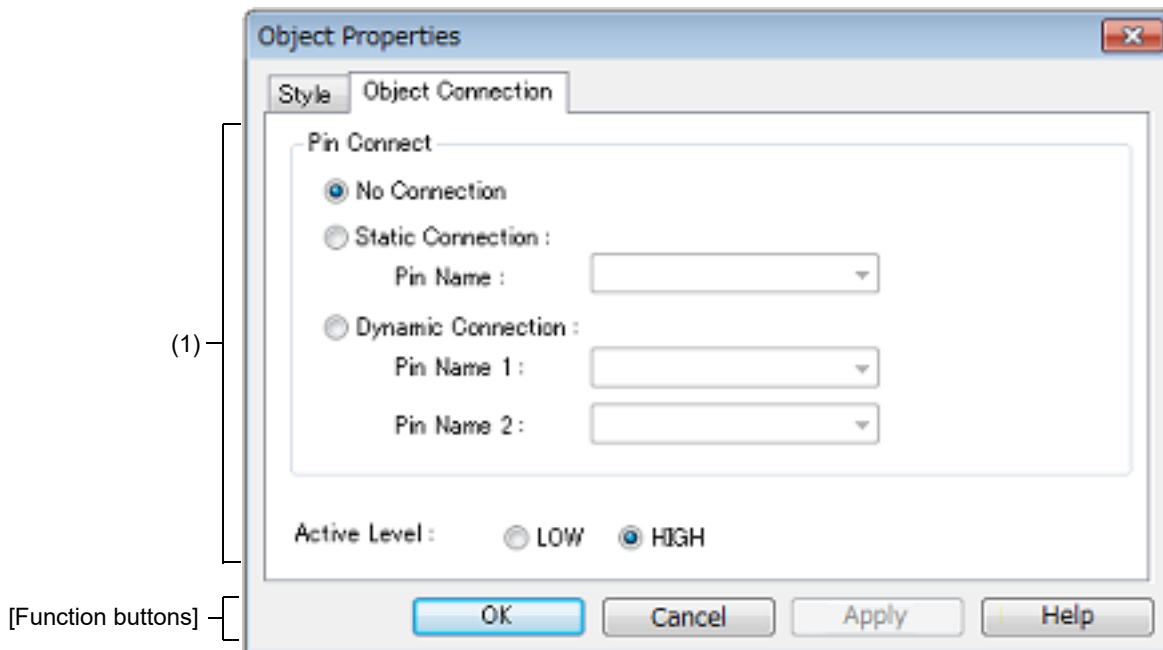 Object Properties
Style Object Connection
Pin Connect
No Connection
Static Connection :
Pin Name :
Dynamic Connection :
(1)
Pin Name 1 :
Pin Name 2 :
Active Level : LOW HIGH
[Function buttons] OK Cancel Apply Help